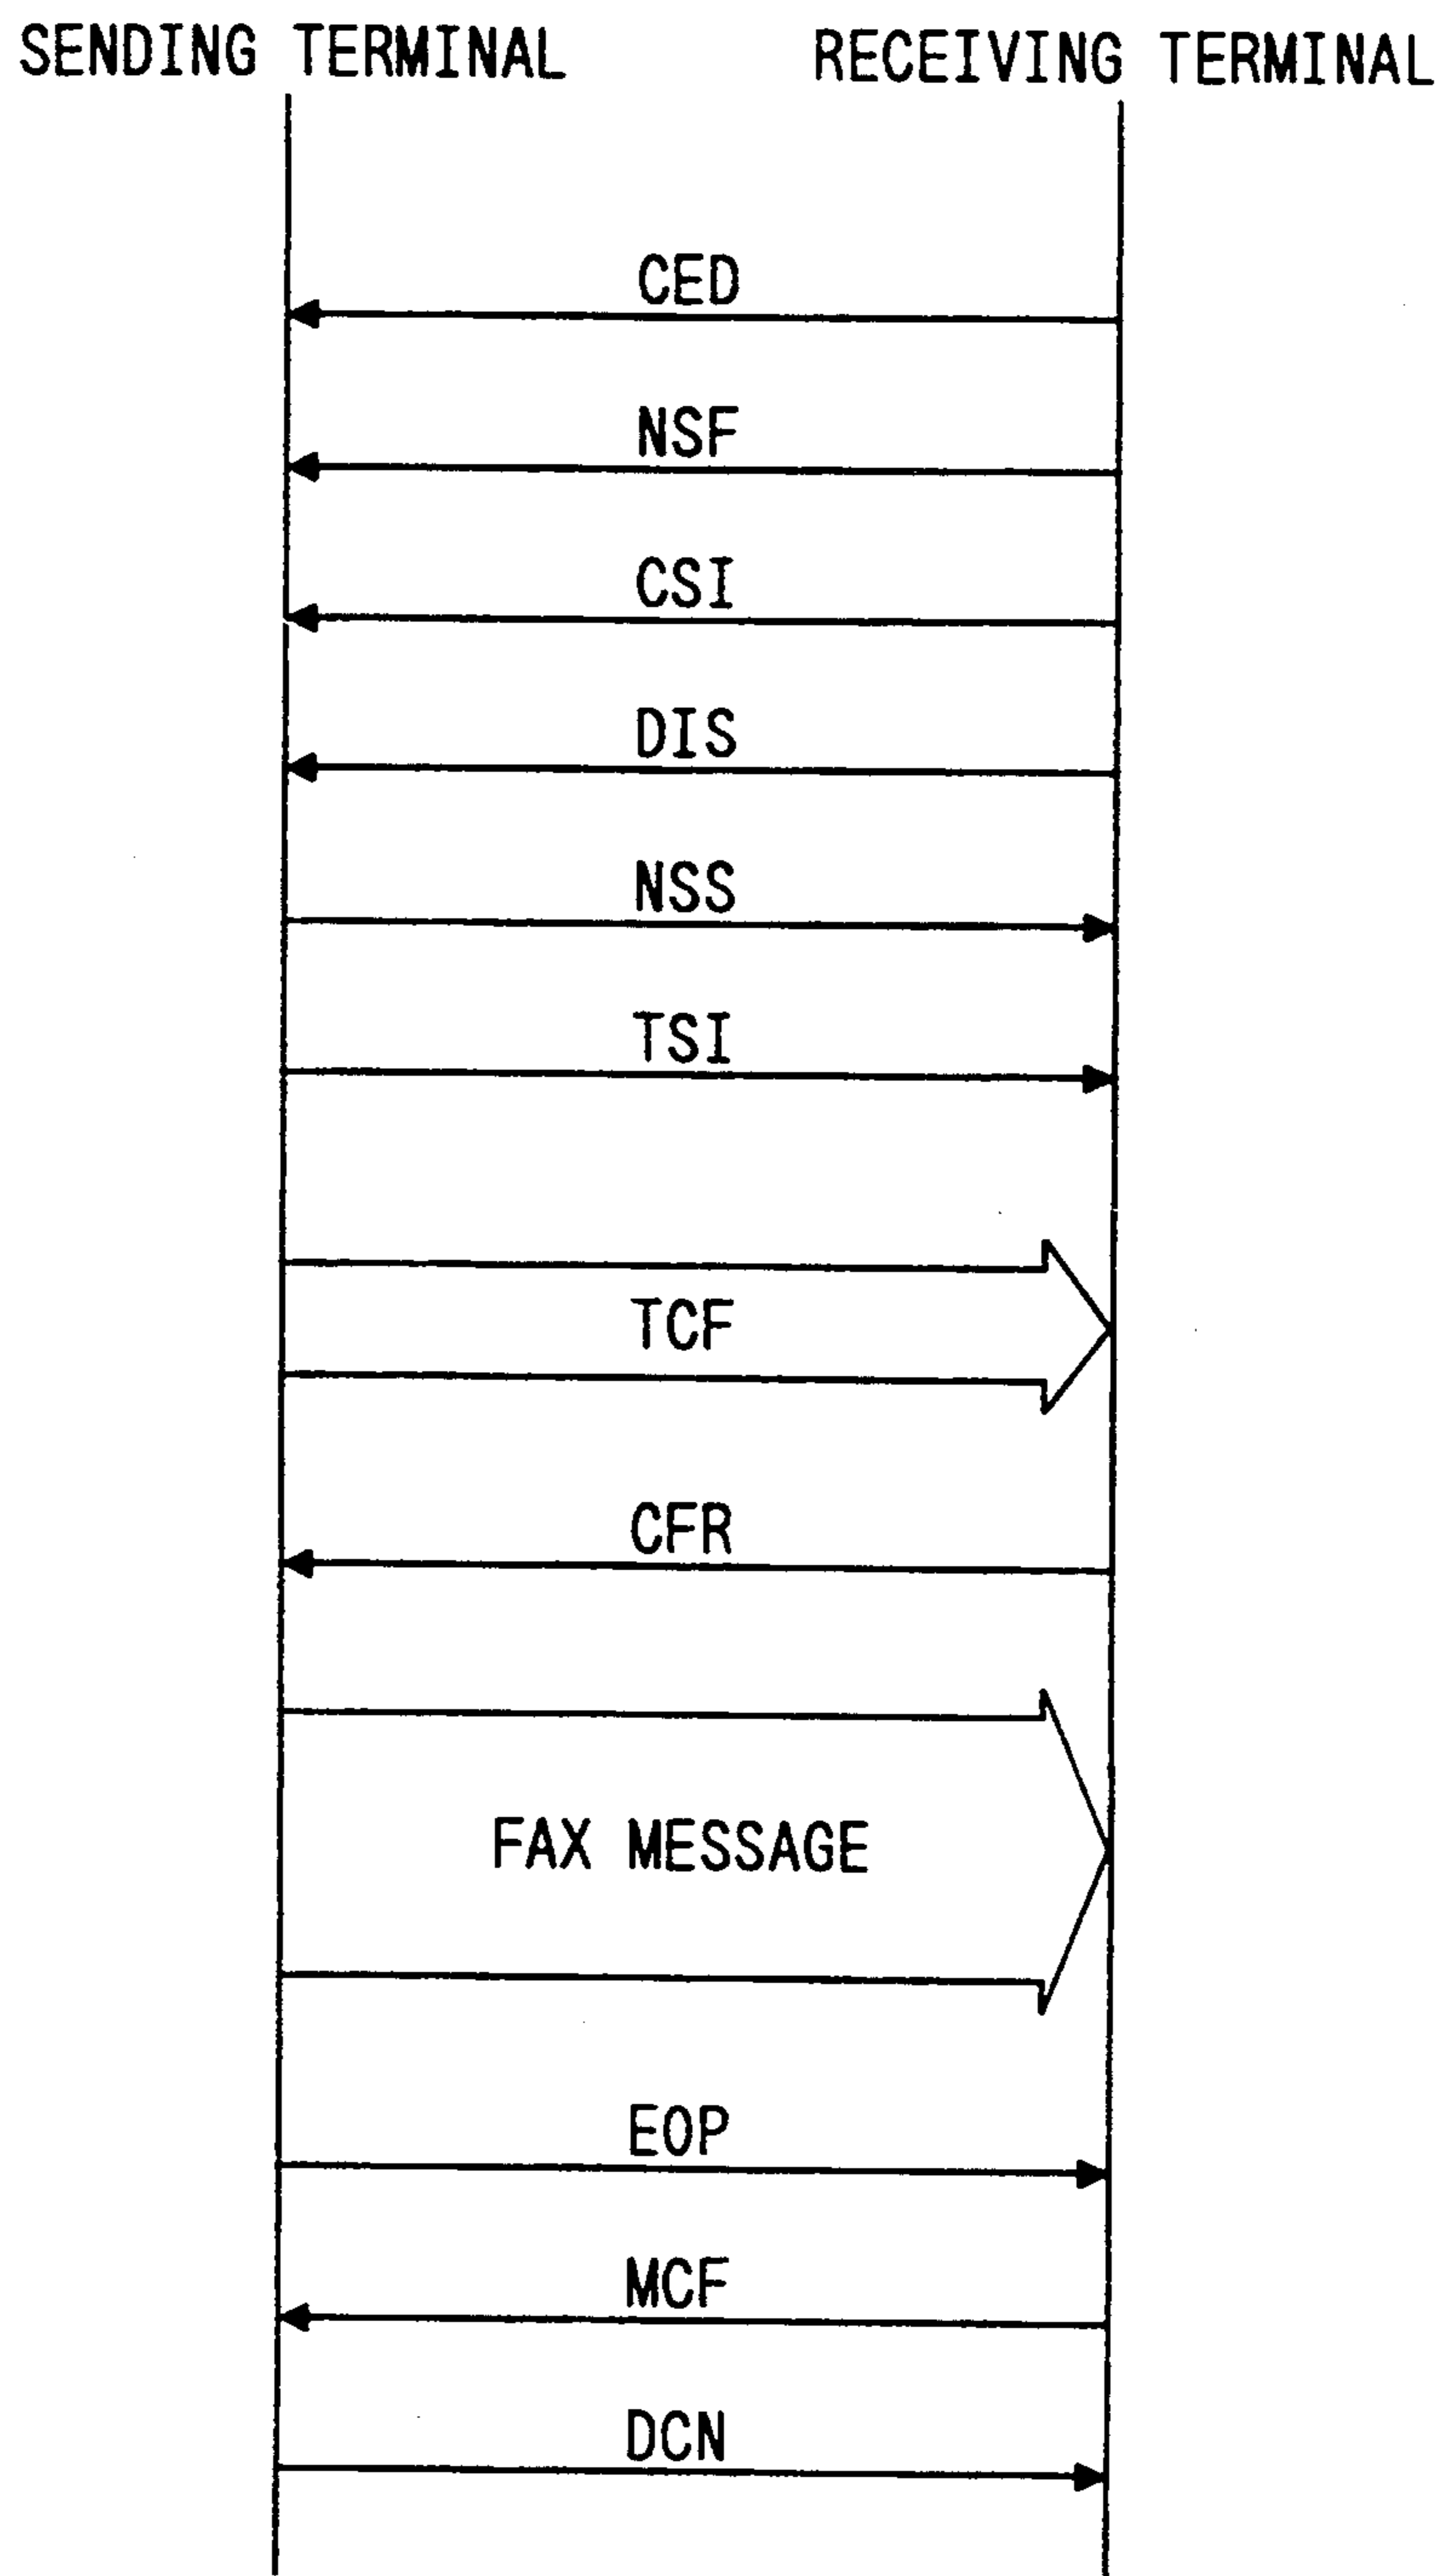 SENDING TERMINAL RECEIVING TERMINAL
CED
NSF
CSI
DIS
NSS
TSI
TCF
CFR
FAX MESSAGE
EOP
MCF
DCN